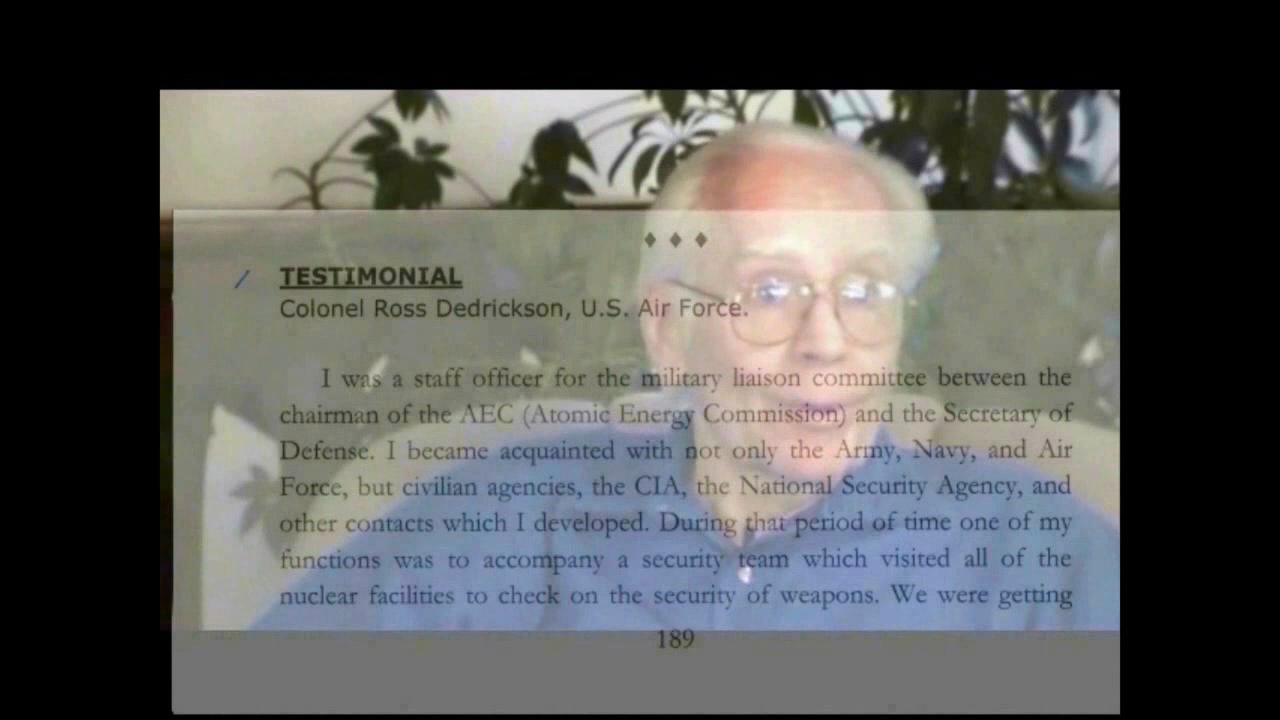 ♦ ♦ ♦
TESTIMONIAL
Colonel Ross Dedrickson, U.S. Air Force.
I was a staff officer for the military liaison committee between the
chairman of the AEC (Atomic Energy Commission) and the Secretary of
Defense. I became acquainted with not only the Army, Navy, and Air
Force, but civilian agencies, the CIA, the National Security Agency, and
other contacts which I developed. During that period of time one of my
functions was to accompany a security team which visited all of the
nuclear facilities to check on the security of weapons. We were getting
189